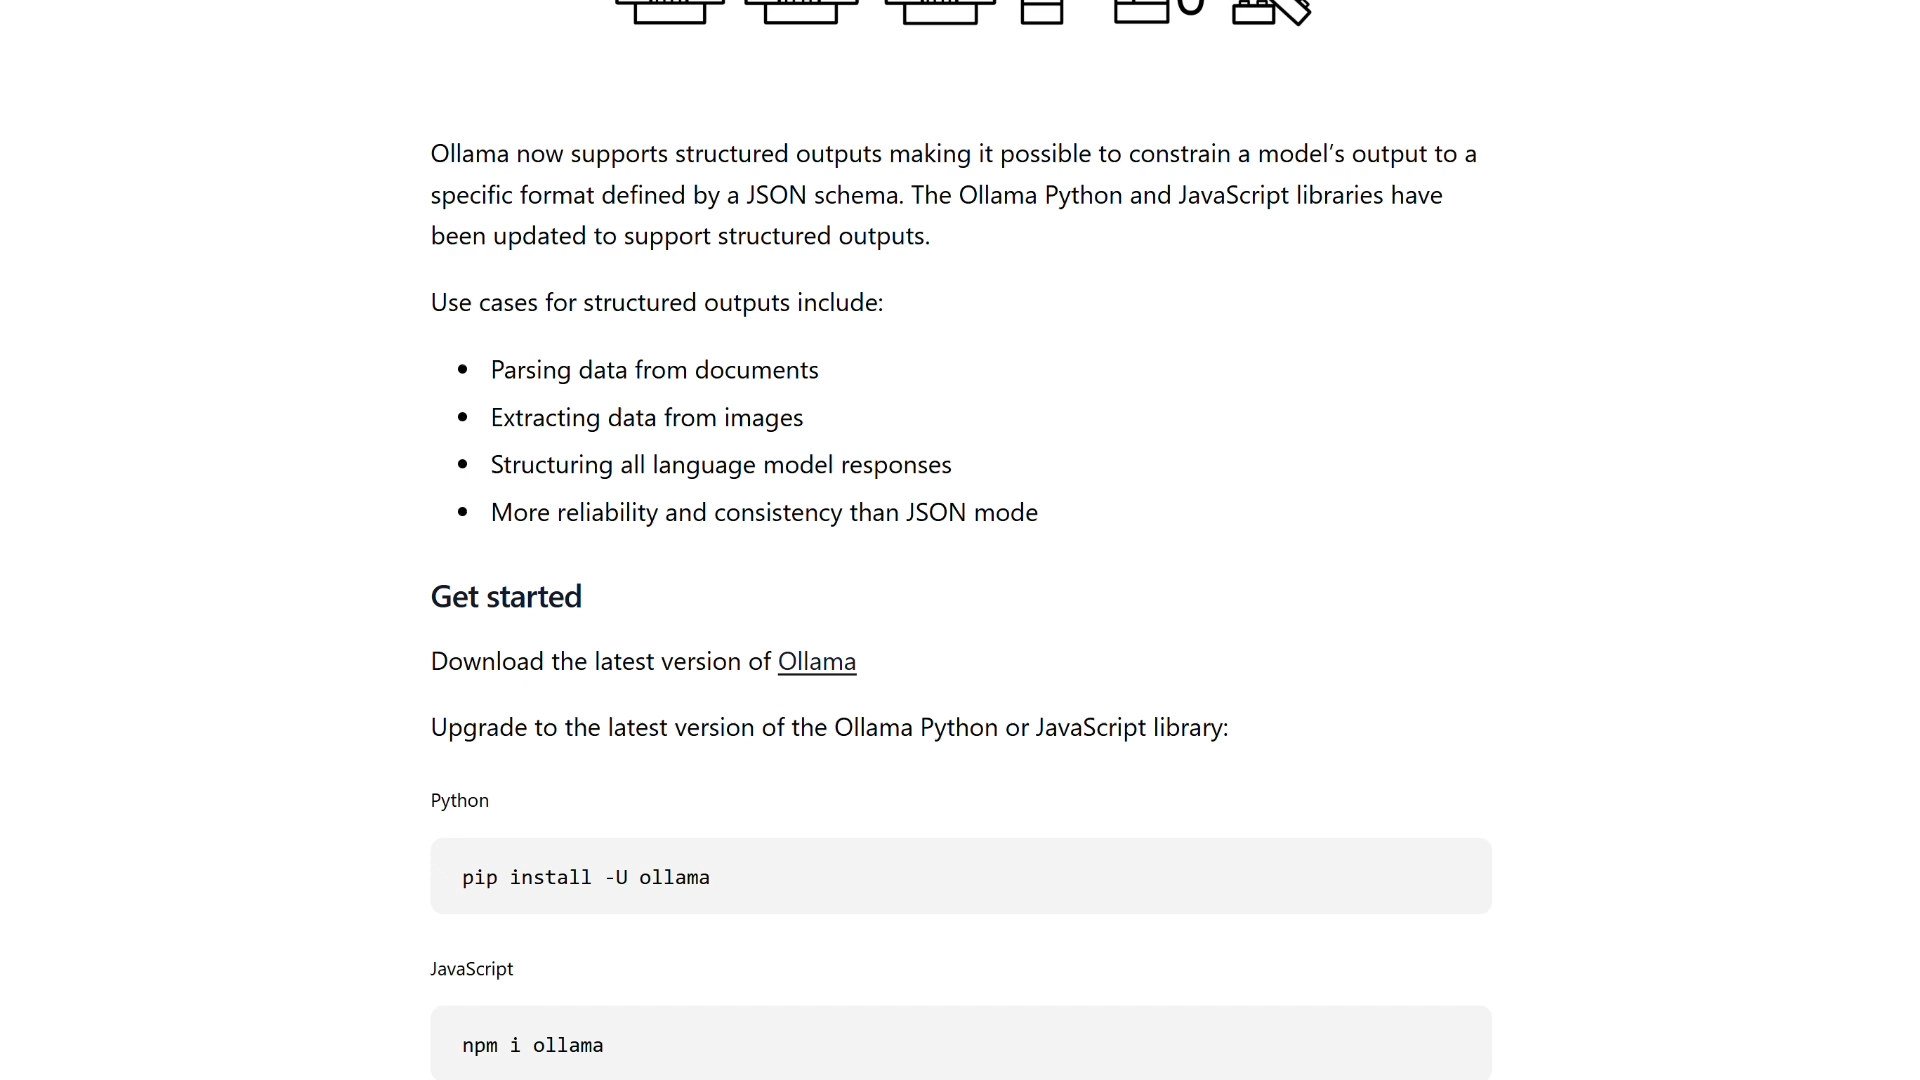 Ollama now supports structured outputs making it possible to constrain a model’s output to a
specific format defined by a JSON schema. The Ollama Python and JavaScript libraries have
been updated to support structured outputs.
Use cases for structured outputs include:
• Parsing data from documents
• Extracting data from images
• Structuring all language model responses
• More reliability and consistency than JSON mode
Get started
Download the latest version of Ollama
Upgrade to the latest version of the Ollama Python or JavaScript library:
Python
pip install -U ollama
JavaScript
npm i ollama